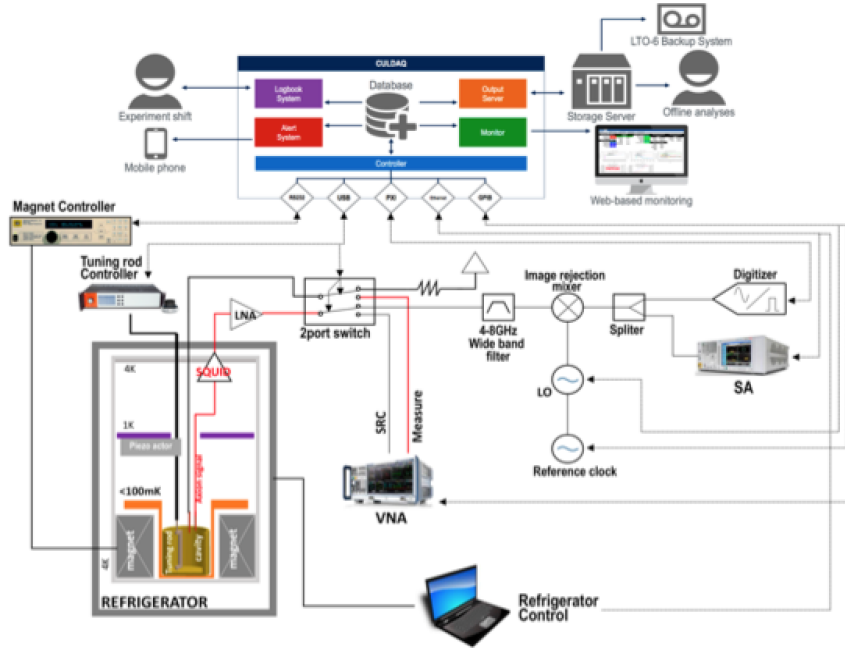 LTO-6 Backup System
CULDAQ
Database
Logbook
System
Output
Server
Experiment shift
Storage Server
Offline analyses
Alert
System
Monitor
Mobile phone
Controller
Web-based monitoring
RS232
USB
PXI
Ethernet
GPIB
Magnet Controller
Tuning rod
Controller
Image rejection
mixer
Digitizer
LNA
2port switch
4-8GHz
Wide band
filter
Spliter
SA
4K
SQUID
LO
1K
Piezo actor
SRC
Measure
Axion signal
Reference clock
<100mK
VNA
magnet
Tuning rod
cavity
magnet
4K
REFRIGERATOR
Refrigerator
Control